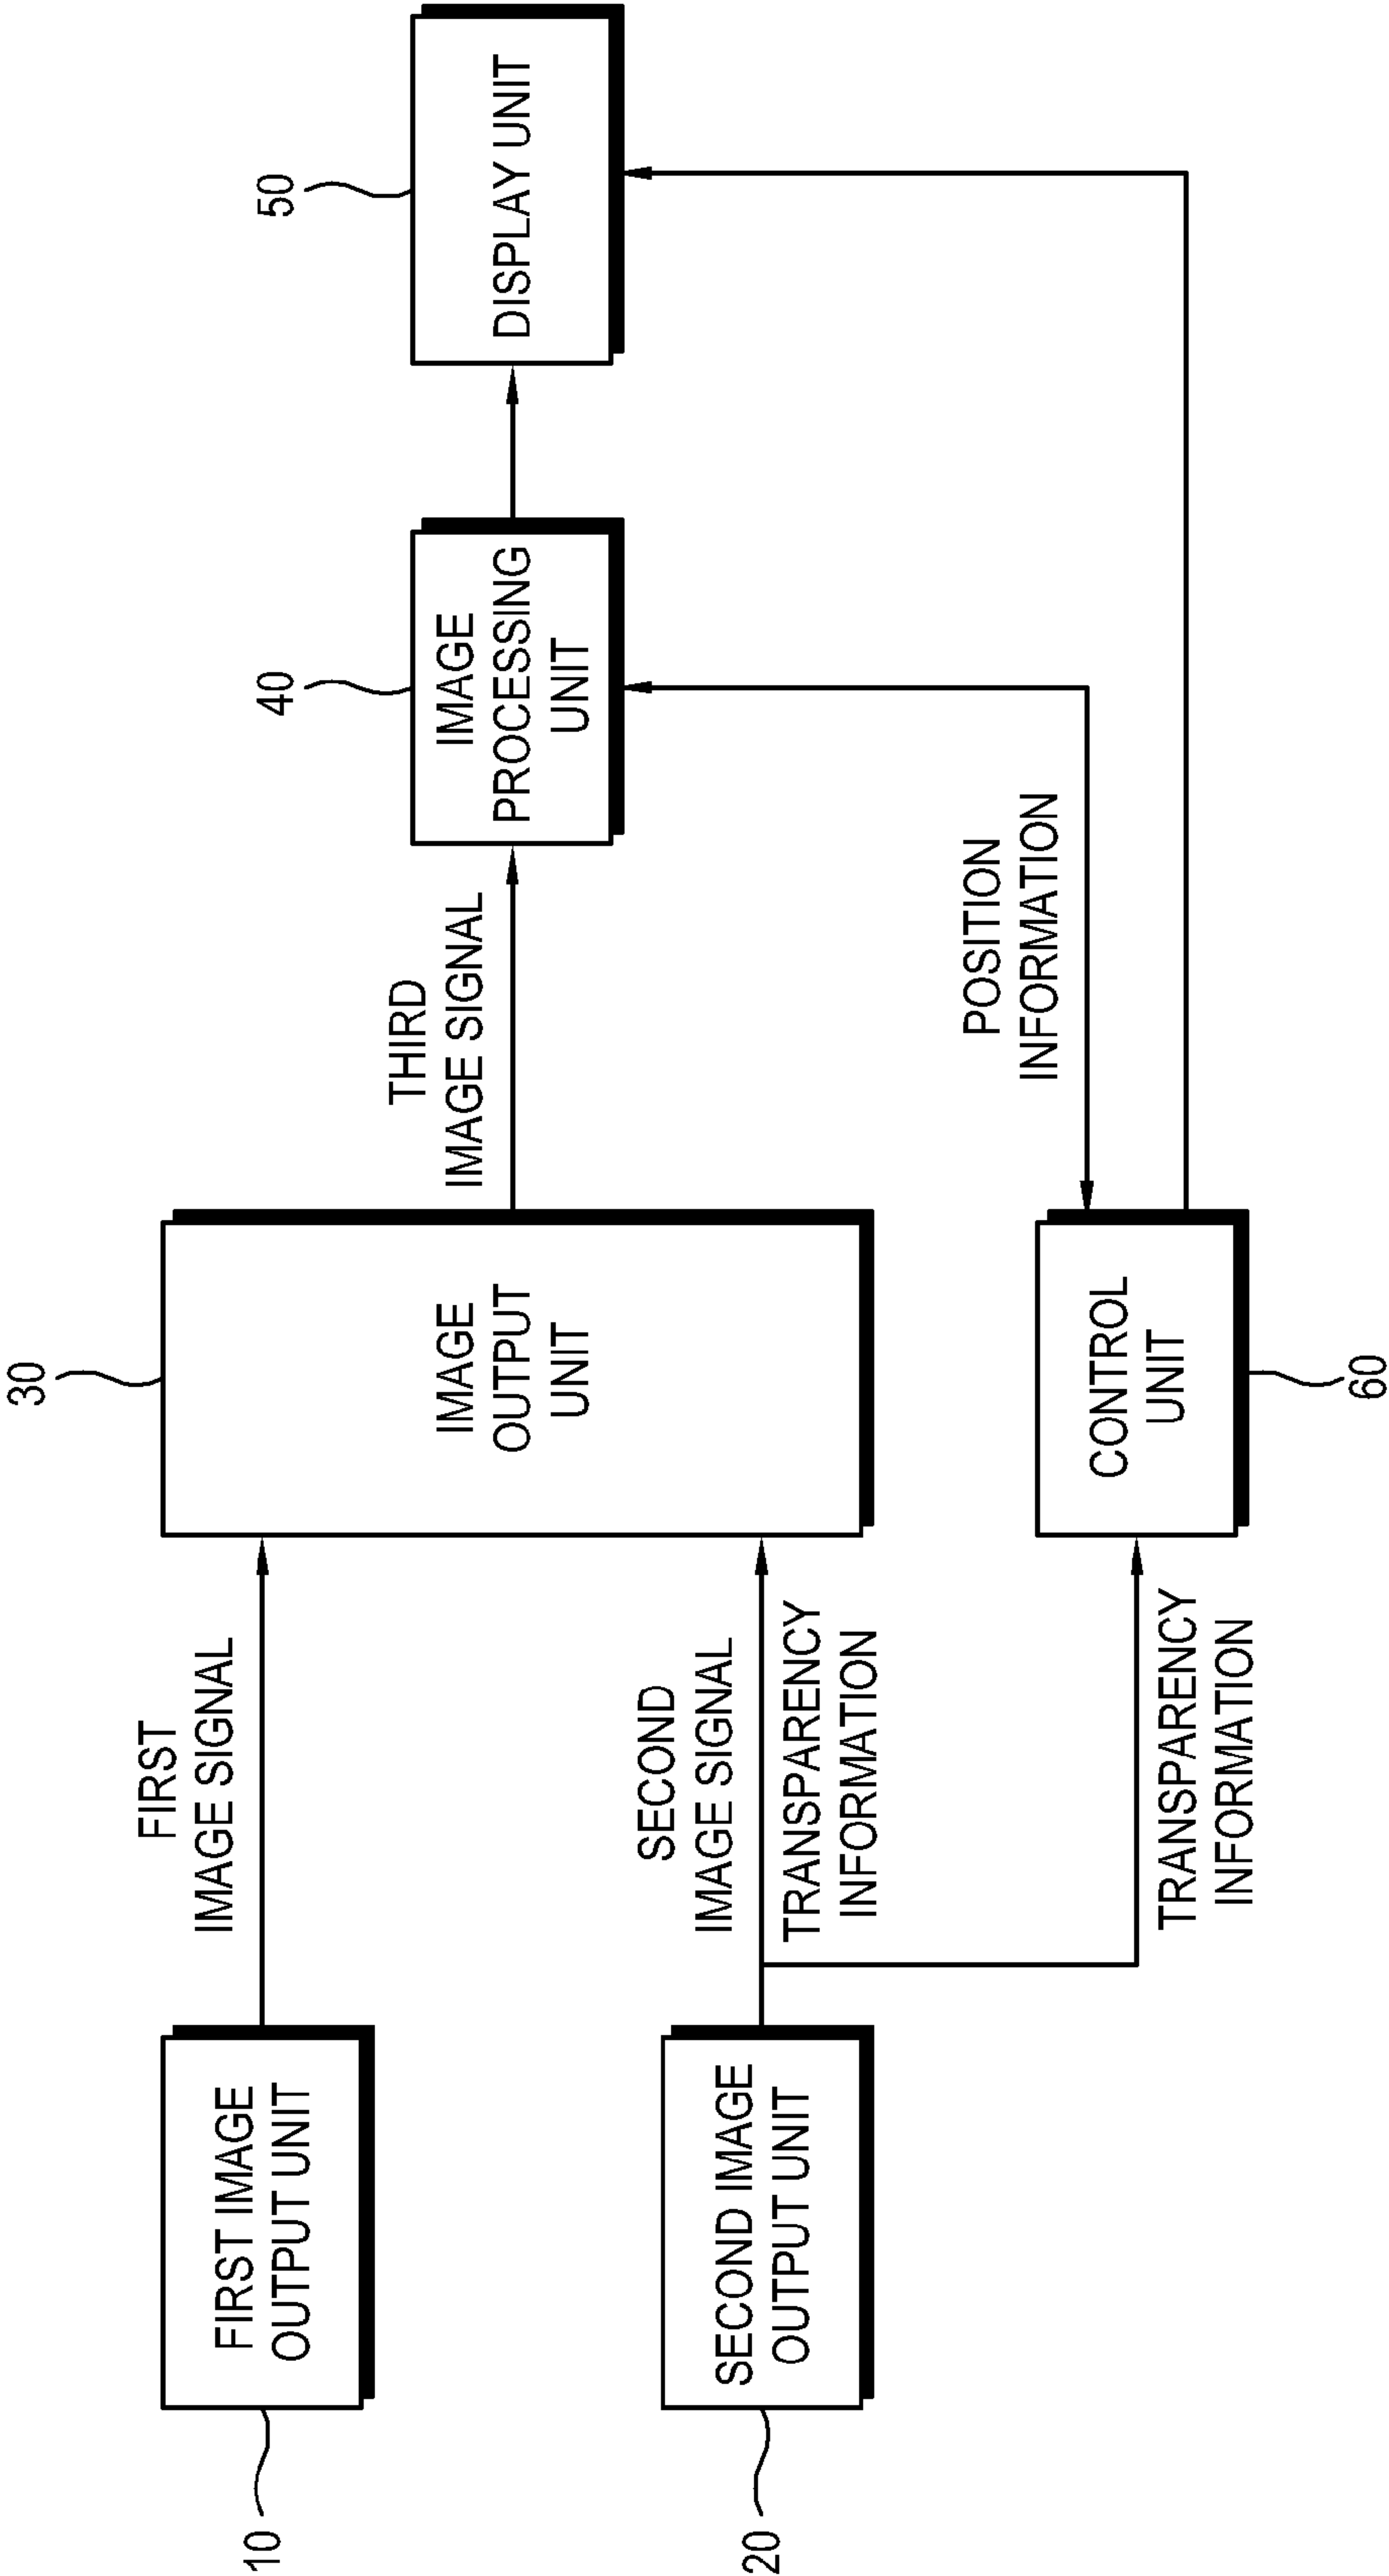 10
FIRST IMAGE
OUTPUT UNIT
FIRST
IMAGE SIGNAL
20
SECOND IMAGE
OUTPUT UNIT
SECOND
IMAGE SIGNAL
TRANSPARENCY
INFORMATION
TRANSPARENCY
INFORMATION
30
IMAGE
OUTPUT
UNIT
CONTROL
UNIT
60
THIRD
IMAGE SIGNAL
POSITION
INFORMATION
40
IMAGE
PROCESSING
UNIT
50
DISPLAY UNIT